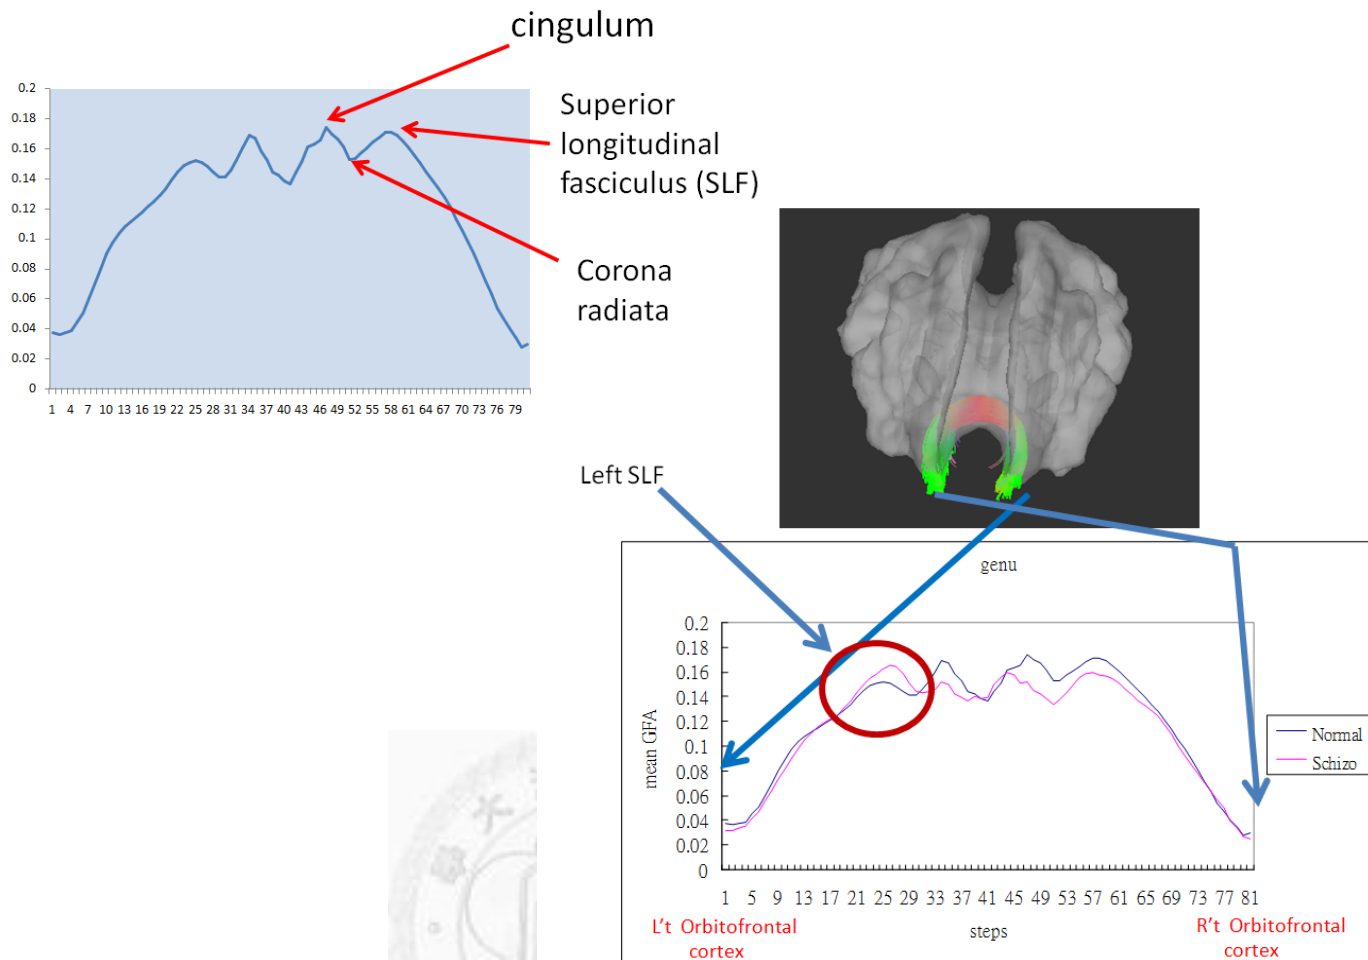 cingulum
0.2
0.18
0.16
0.14
0.12
0.1
0.08
0.06
0.04
0.02
0
1 4 7 10 13 16 19 22 25 28 31 34 37 40 43 46 49 52 55 58 61 64 67 70 73 76 79
Superior
longitudinal
fasciculus (SLF)
Corona
radiata
Left SLF
genu
mean GFA
0.2
0.18
0.16
0.14
0.12
0.1
0.08
0.06
0.04
0.02
0
1 5 9 13 17 21 25 29 33 37 41 45 49 53 57 61 65 69 73 77 81
steps
Normal
Schizo
L't Orbitofrontal
cortex
R't Orbitofrontal
cortex